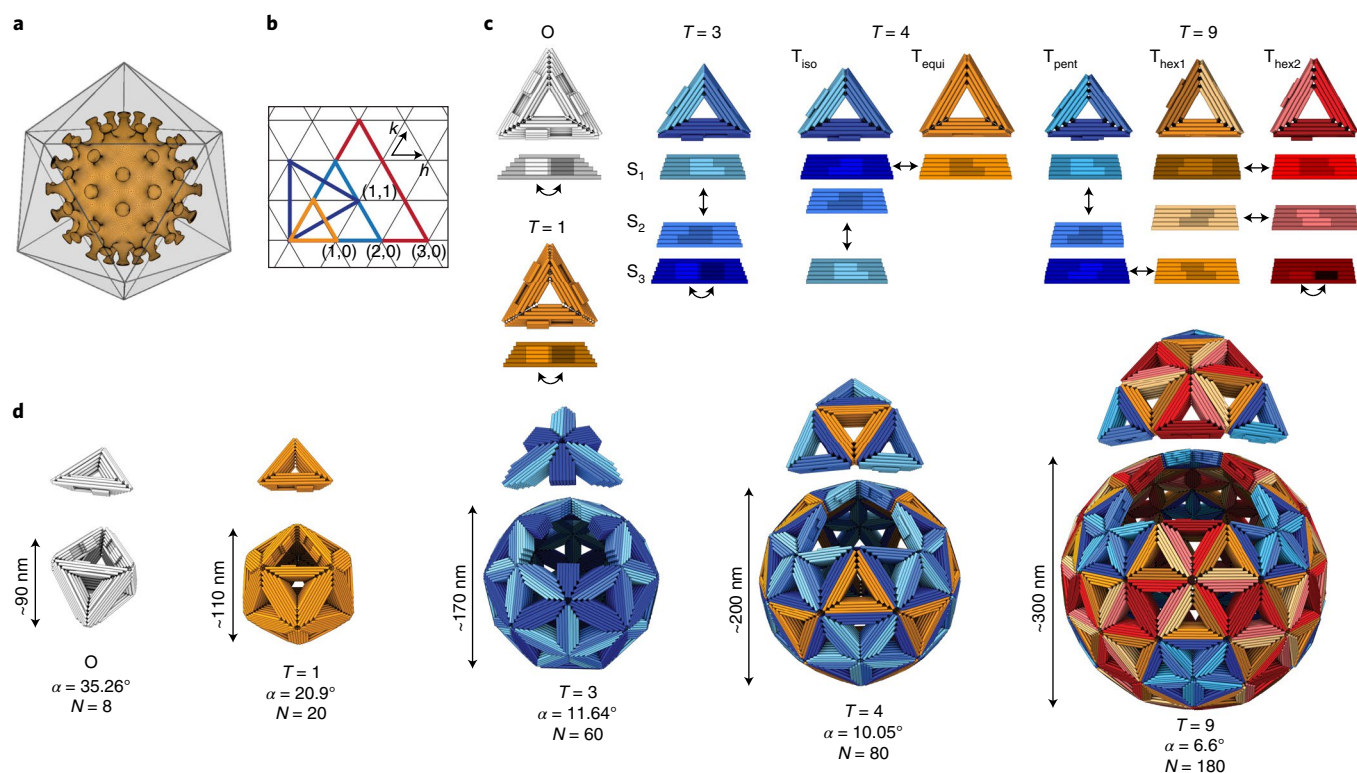 a
b
k
h
(1,1)
(1,0)
(2,0)
(3,0)
c
O
T = 1
T = 3
S1
S2
S3
T = 4
Tiso
Tequi
T = 9
Tpent
Thex1
Thex2
d
~90 nm
O
α = 35.26°
N = 8
~110 nm
T = 1
α = 20.9°
N = 20
~170 nm
T = 3
α = 11.64°
N = 60
~200 nm
T = 4
α = 10.05°
N = 80
~300 nm
T = 9
α = 6.6°
N = 180